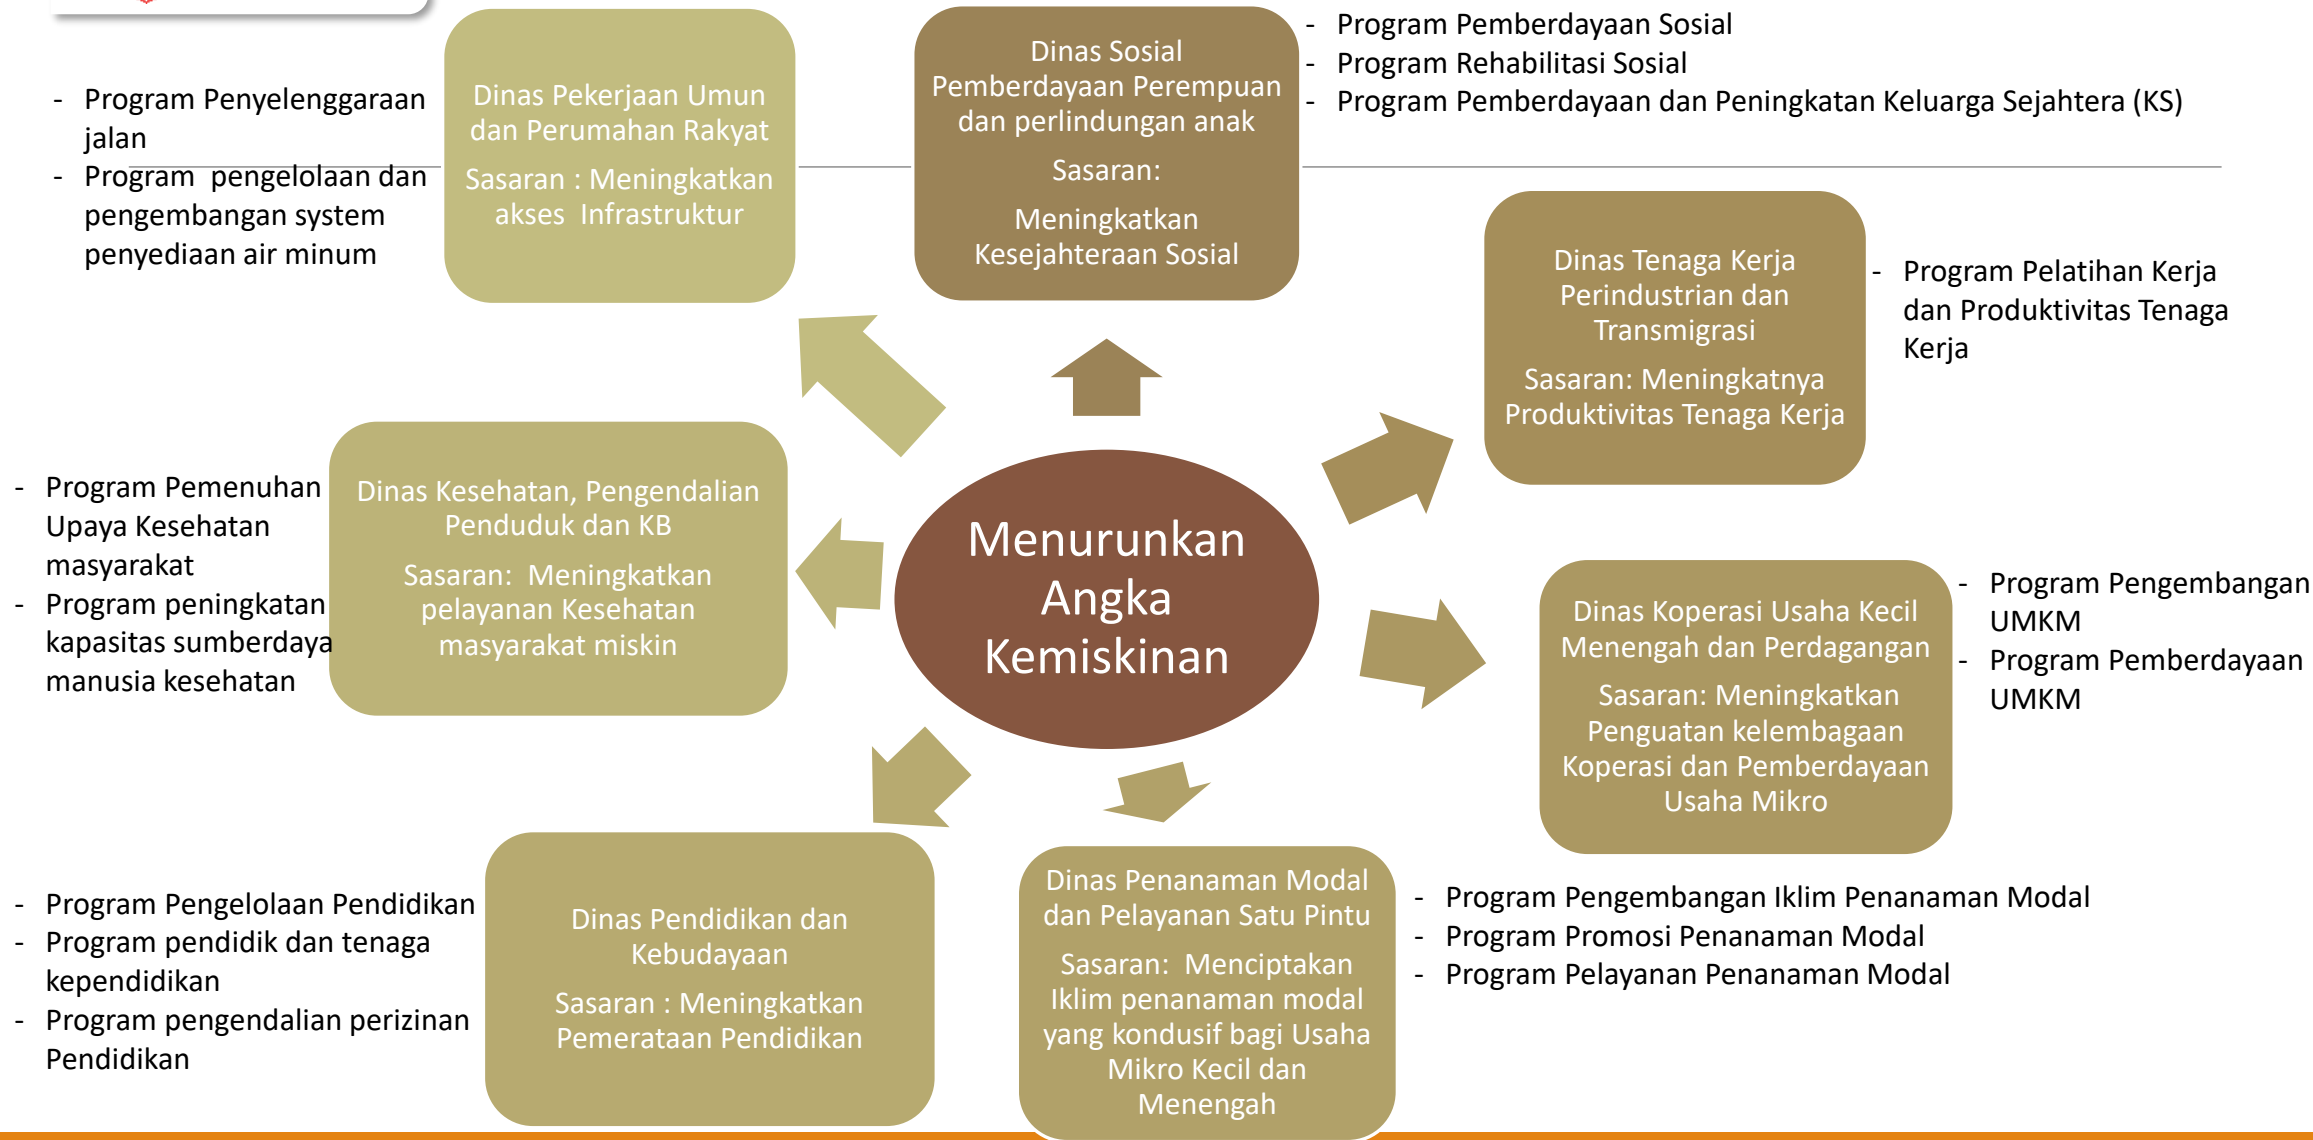 - Program Penyelenggaraan
jalan
- Program pengelolaan dan
pengembangan system
penyediaan air minum
Dinas Pekerjaan Umun
dan Perumahan Rakyat
Sasaran : Meningkatkan
akses Infrastruktur
Dinas Sosial
Pemberdayaan Perempuan
dan perlindungan anak
Sasaran:
Meningkatkan
Kesejahteraan Sosial
- Program Pemberdayaan Sosial
- Program Rehabilitasi Sosial
- Program Pemberdayaan dan Peningkatan Keluarga Sejahtera (KS)
Dinas Tenaga Kerja
Perindustrian dan
Transmigrasi
Sasaran: Meningkatnya
Produktivitas Tenaga Kerja
- Program Pelatihan Kerja
dan Produktivitas Tenaga
Kerja
- Program Pemenuhan
Upaya Kesehatan
masyarakat
- Program peningkatan
kapasitas sumberdaya
manusia kesehatan
Dinas Kesehatan, Pengendalian
Penduduk dan KB
Sasaran: Meningkatkan
pelayanan Kesehatan
masyarakat miskin
Menurunkan
Angka
Kemiskinan
Dinas Koperasi Usaha Kecil
Menengah dan Perdagangan
Sasaran: Meningkatkan
Penguatan kelembagaan
Koperasi dan Pemberdayaan
Usaha Mikro
- Program Pengembangan
UMKM
- Program Pemberdayaan
UMKM
- Program Pengelolaan Pendidikan
- Program pendidik dan tenaga
kependidikan
- Program pengendalian perizinan
Pendidikan
Dinas Pendidikan dan
Kebudayaan
Sasaran : Meningkatkan
Pemerataan Pendidikan
Dinas Penanaman Modal
dan Pelayanan Satu Pintu
Sasaran: Menciptakan
Iklim penanaman modal
yang kondusif bagi Usaha
Mikro Kecil dan
Menengah
- Program Pengembangan Iklim Penanaman Modal
- Program Promosi Penanaman Modal
- Program Pelayanan Penanaman Modal